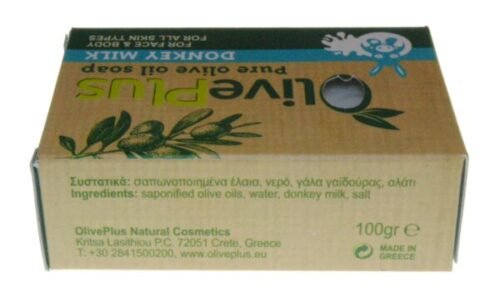 FOR FACE & BODY
FOR ALL SKIN TYPES
DONKEY MILK
Pure olive oil soap
OlivePlus
Συστατικά: σαπωνοποιημένα έλαια, νερό, γάλα γαϊδούρας, αλάτι
Ingredients: saponified olive oils, water, donkey milk, salt
100gr e
OlivePlus Natural Cosmetics
Kritsa Lasithiou P.C. 72051 Crete, Greece
T: +30 2841500200, www.oliveplus.eu
MADE IN
GREECE